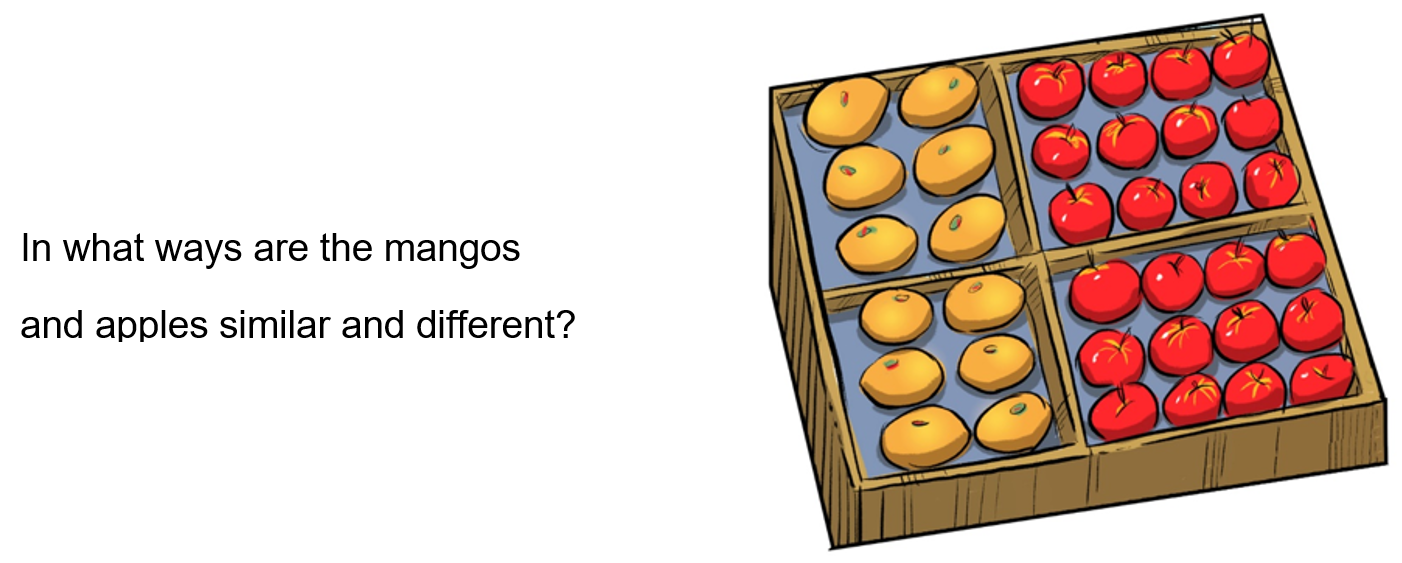 In what ways are the mangos
and apples similar and different?